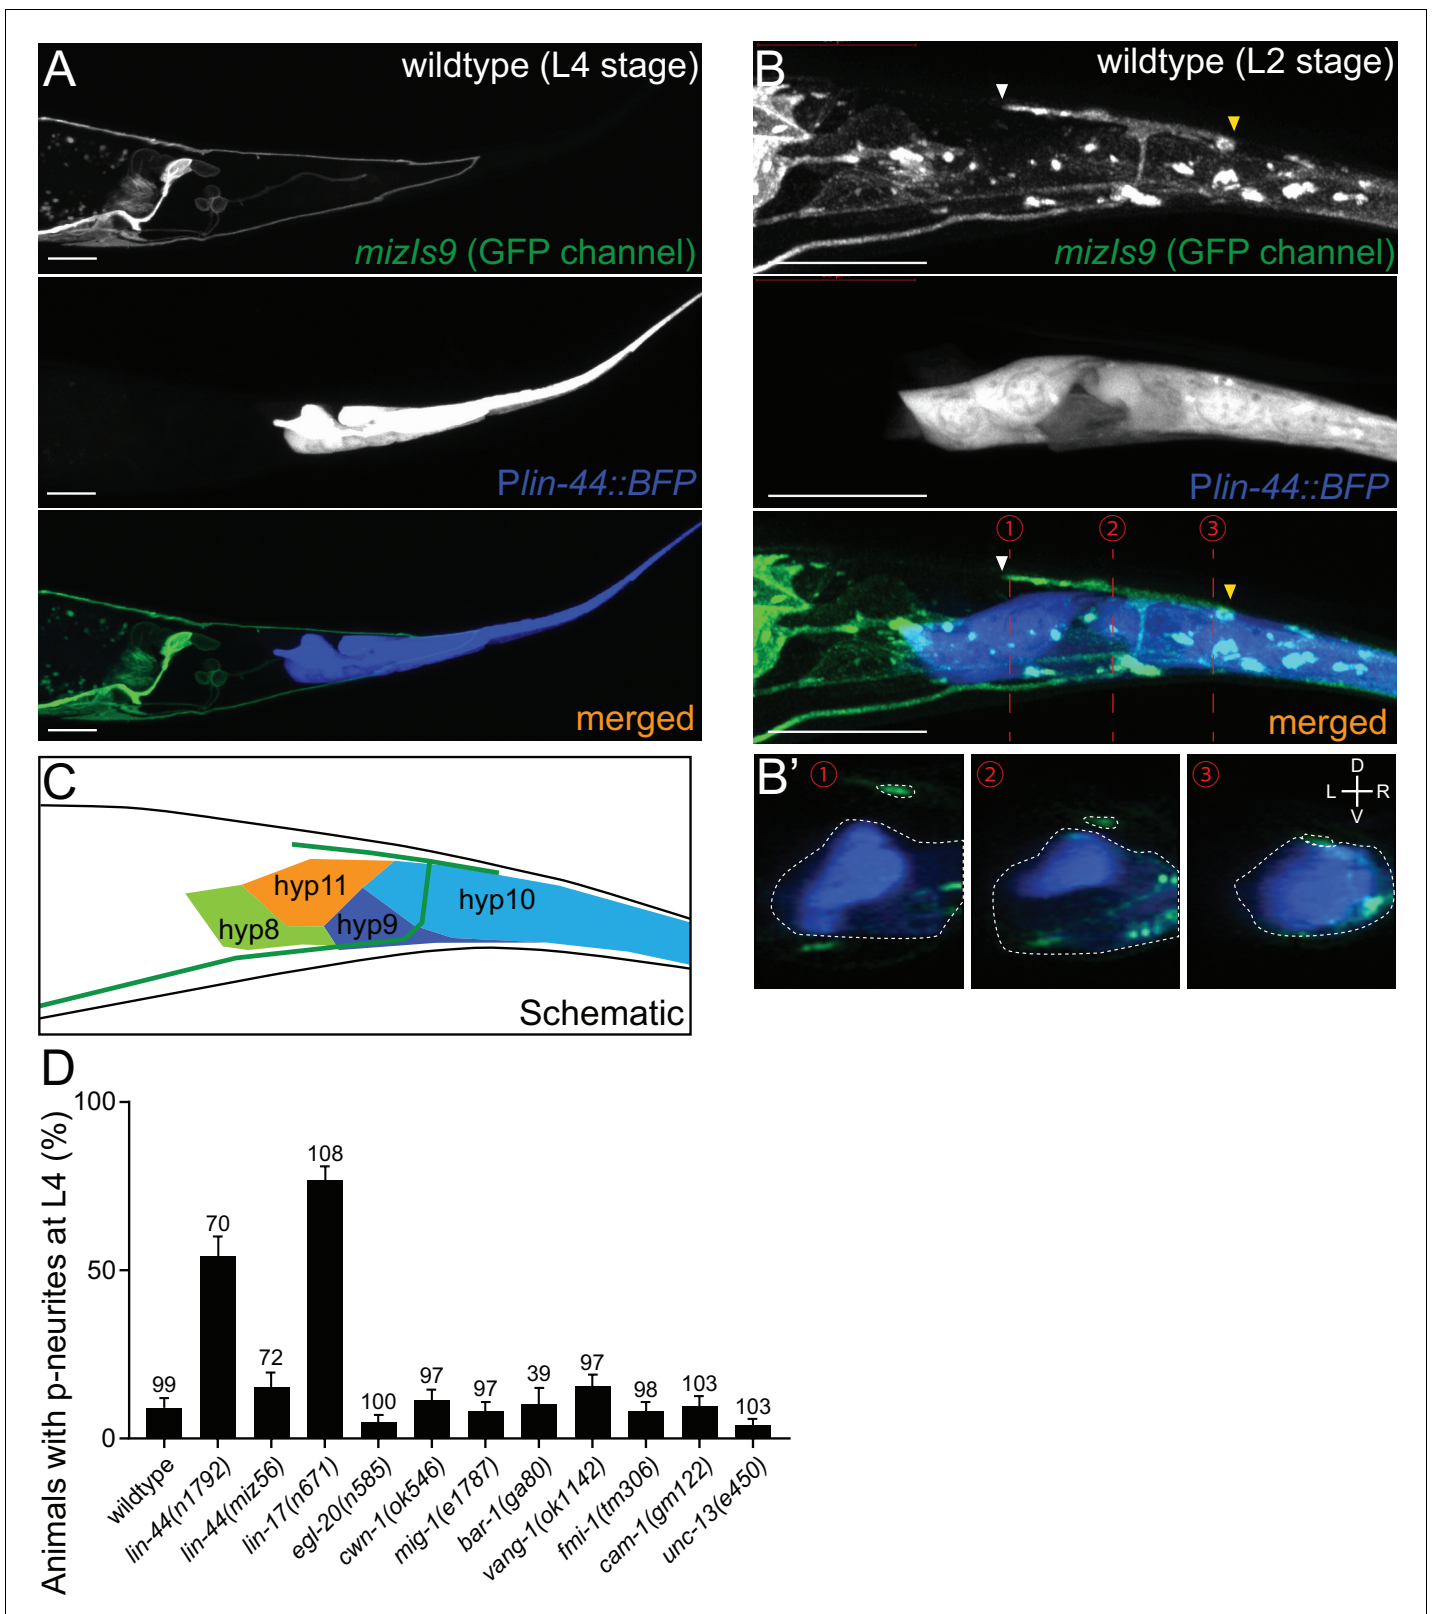 A
wildtype (L4 stage)
mizIs9 (GFP channel)
Plin-44::BFP
merged
B
wildtype (L2 stage)
mizIs9 (GFP channel)
Plin-44::BFP
① ② ③
merged
B’
① ② ③
D
L R
V
C
hyp11
hyp10
hyp9
hyp8
Schematic
D
Animals with p-neurites at L4 (%)
100
50
0
99
70
72
108
100
97
97
39
97
98
103
103
wildtype
lin-44(n1792)
lin-44(miz56)
lin-17(n671)
egl-20(n585)
cwn-1(ok546)
mig-1(e1787)
bar-1(ga80)
vang-1(ok1142)
fmi-1(tm306)
cam-1(gm122)
unc-13(e450)